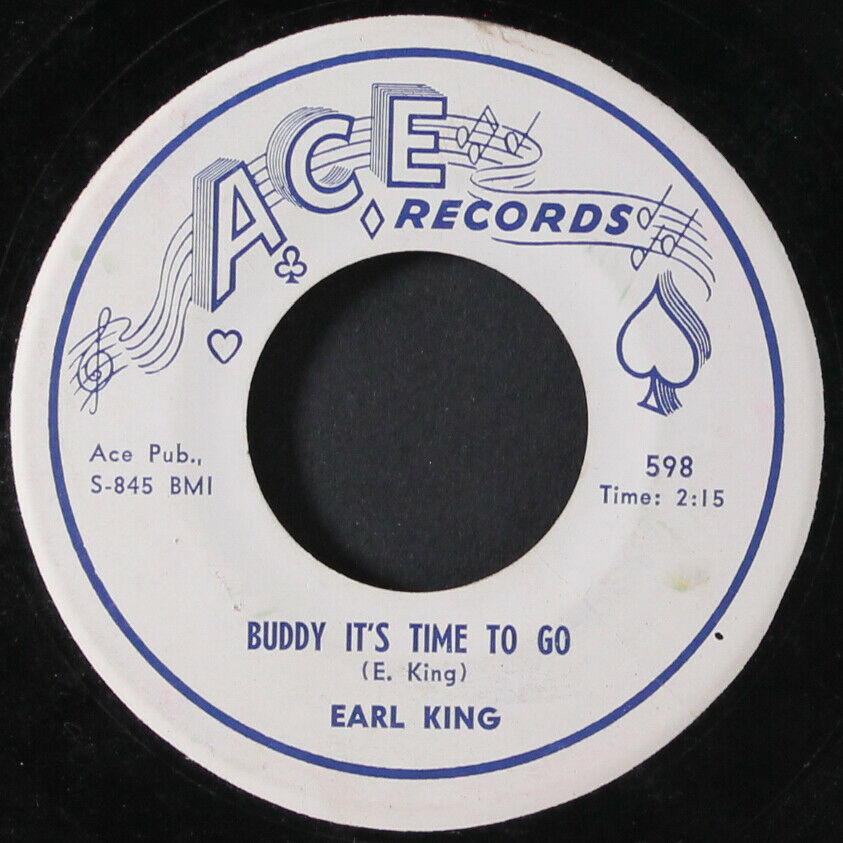 ACE
RECORDS
Ace Pub.,
S-845 BMI
598
Time: 2:15
BUDDY IT'S TIME TO GO
(E. King)
EARL KING